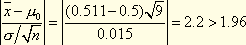 |x̄ − μ₀ / σ/√n| = |(0.511−0.5)√9 / 0.015| = 2.2 > 1.96